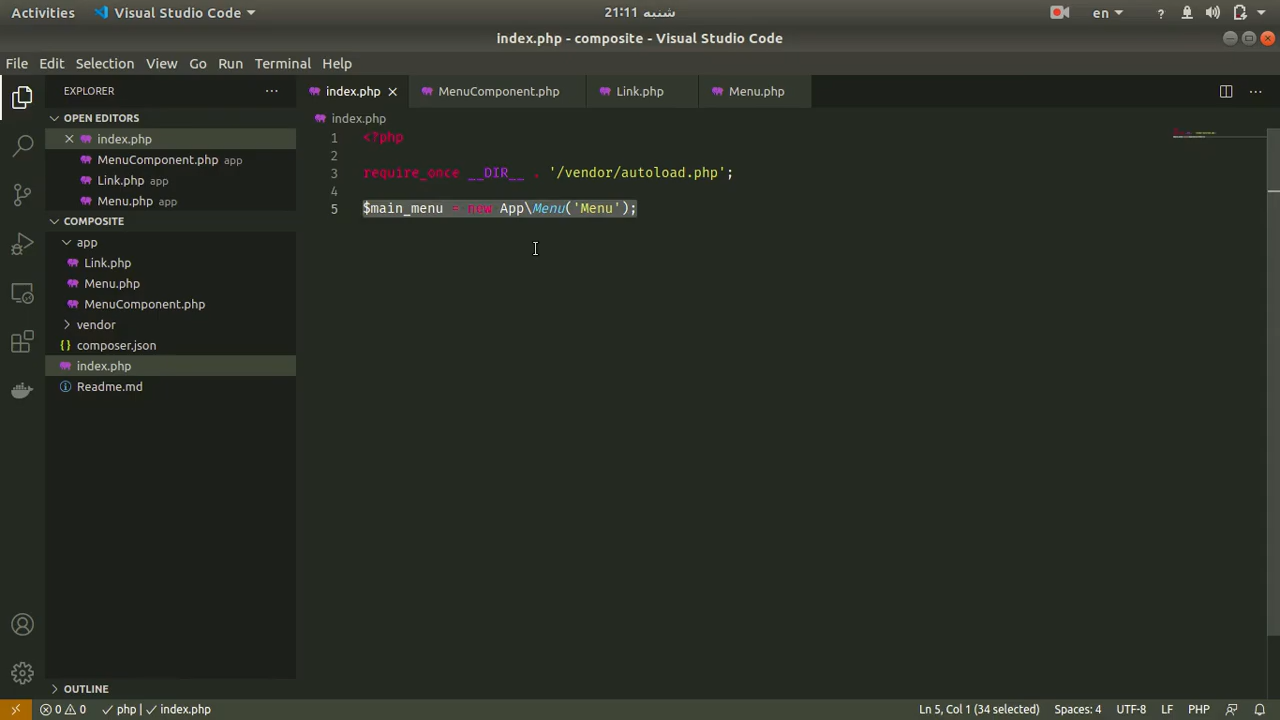 Activities Visual Studio Code 21:11 شنبه en ?
index.php - composite - Visual Studio Code
File Edit Selection View Go Run Terminal Help
EXPLORER
OPEN EDITORS
index.php
MenuComponent.php app
Link.php app
Menu.php app
COMPOSITE
app
Link.php
Menu.php
MenuComponent.php
vendor
{} composer.json
index.php
Readme.md
OUTLINE
index.php MenuComponent.php Link.php Menu.php
index.php
1 <?php
2
3 require_once __DIR__ . '/vendor/autoload.php';
4
5 $main_menu = new App\Menu('Menu');
0 0 php | index.php Ln 5, Col 1 (34 selected) Spaces: 4 UTF-8 LF PHP